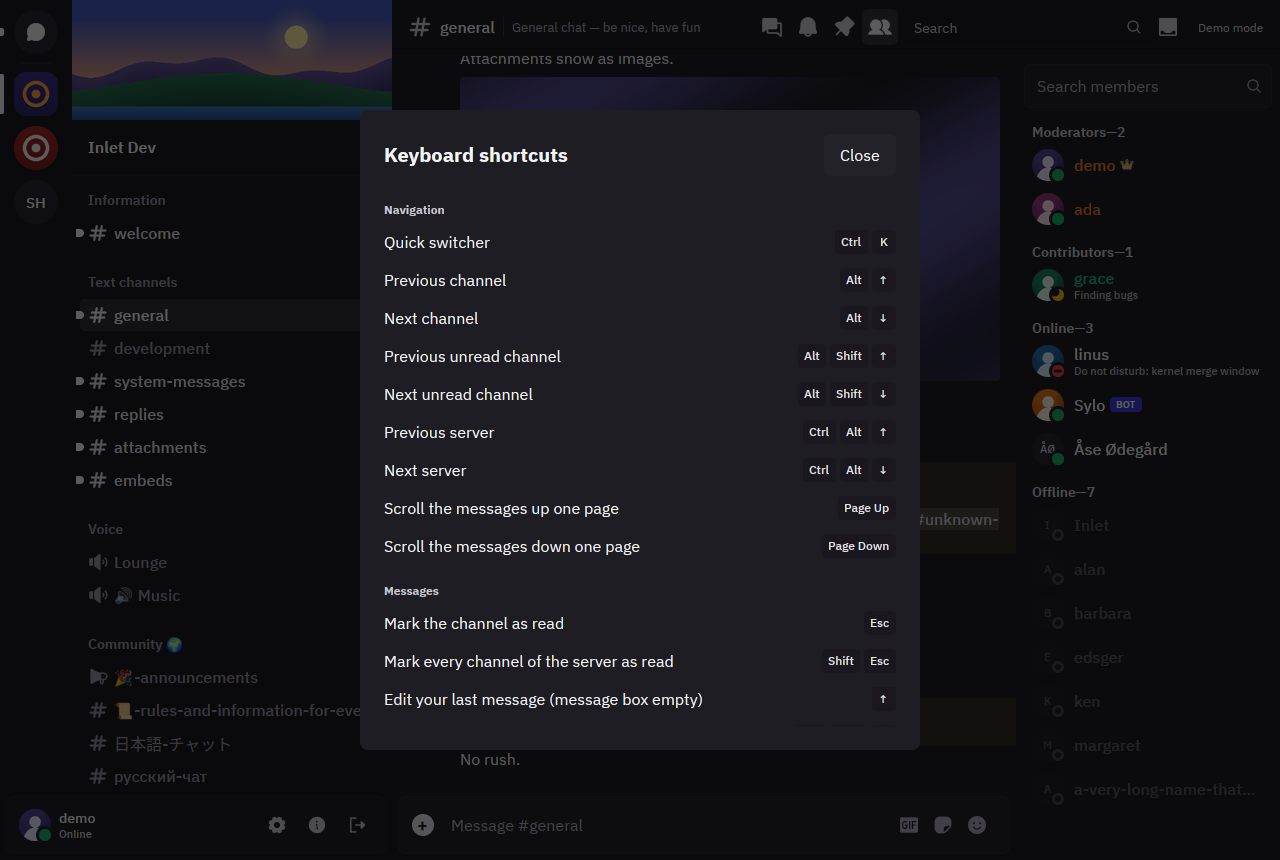 general
General chat — be nice, have fun
Search
Demo mode
Attachments show as images.
Search members
Inlet Dev
SH
Information
welcome
Text channels
general
development
system-messages
replies
attachments
embeds
Voice
Lounge
🔊 Music
Community 🌍
🎉-announcements
📜-rules-and-information-for-eve
日本語-チャット
русский-чат
demo
Online
Keyboard shortcuts
Close
Navigation
Quick switcher Ctrl K
Previous channel Alt ↑
Next channel Alt ↓
Previous unread channel Alt Shift ↑
Next unread channel Alt Shift ↓
Previous server Ctrl Alt ↑
Next server Ctrl Alt ↓
Scroll the messages up one page Page Up
Scroll the messages down one page Page Down
Messages
Mark the channel as read Esc
Mark every channel of the server as read Shift Esc
Edit your last message (message box empty) ↑
#unknown-
No rush.
Message #general
GIF
Moderators—2
demo
ada
Contributors—1
grace
Finding bugs
Online—3
linus
Do not disturb: kernel merge window
Sylo BOT
ÅØ Åse Ødegård
Offline—7
I Inlet
A alan
B barbara
E edsger
K ken
M margaret
A a-very-long-name-that...